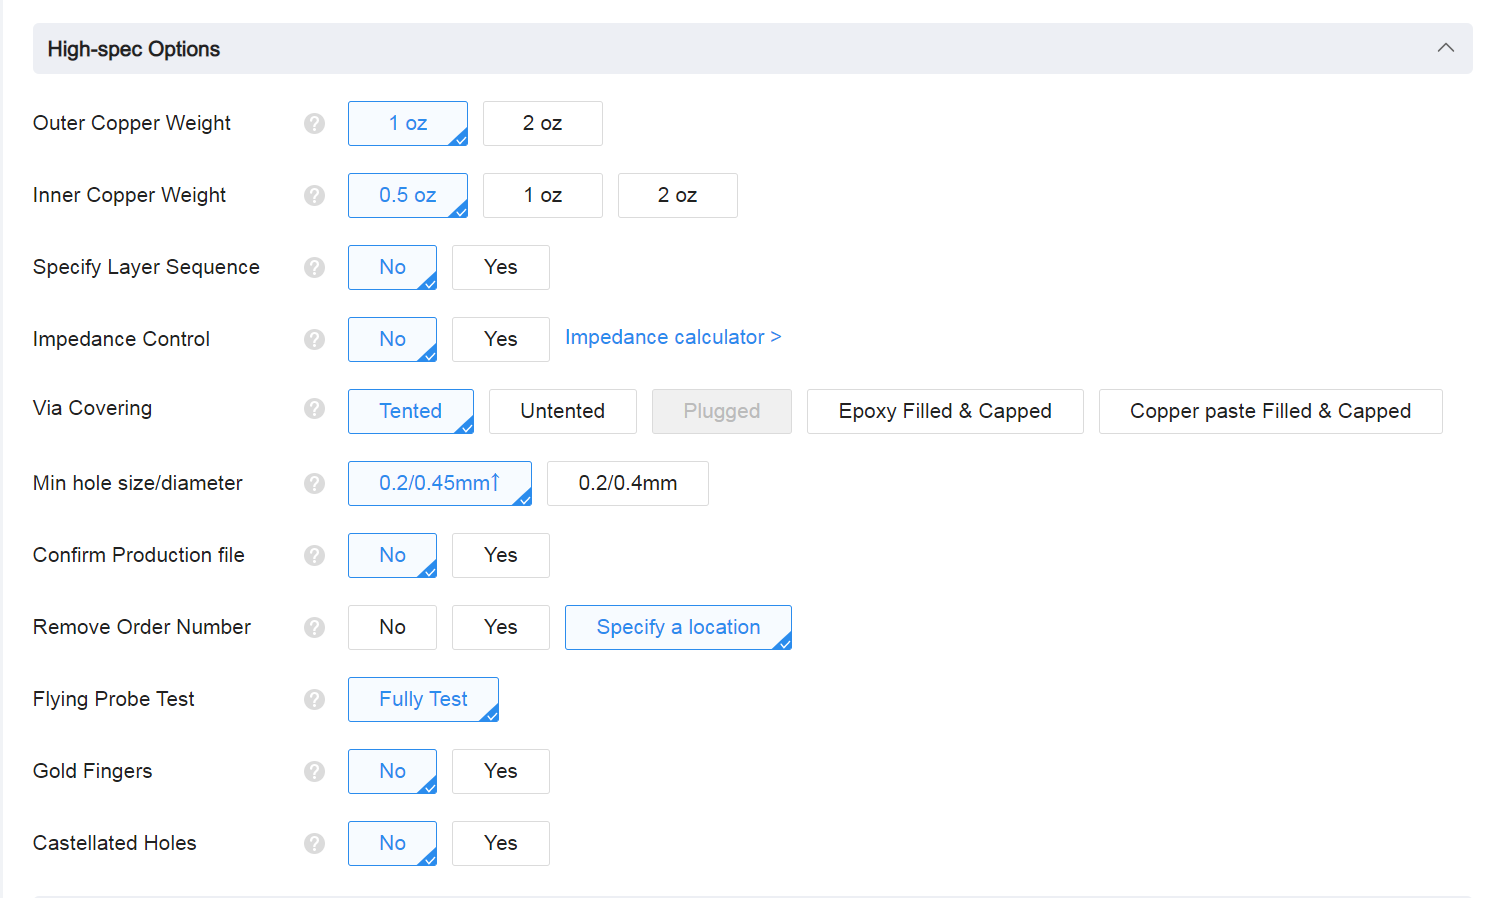 High-spec Options
Outer Copper Weight ? 1 oz 2 oz
Inner Copper Weight ? 0.5 oz 1 oz 2 oz
Specify Layer Sequence ? No Yes
Impedance Control ? No Yes Impedance calculator >
Via Covering ? Tented Untented Plugged Epoxy Filled & Capped Copper paste Filled & Capped
Min hole size/diameter ? 0.2/0.45mm↑ 0.2/0.4mm
Confirm Production file ? No Yes
Remove Order Number ? No Yes Specify a location
Flying Probe Test ? Fully Test
Gold Fingers ? No Yes
Castellated Holes ? No Yes